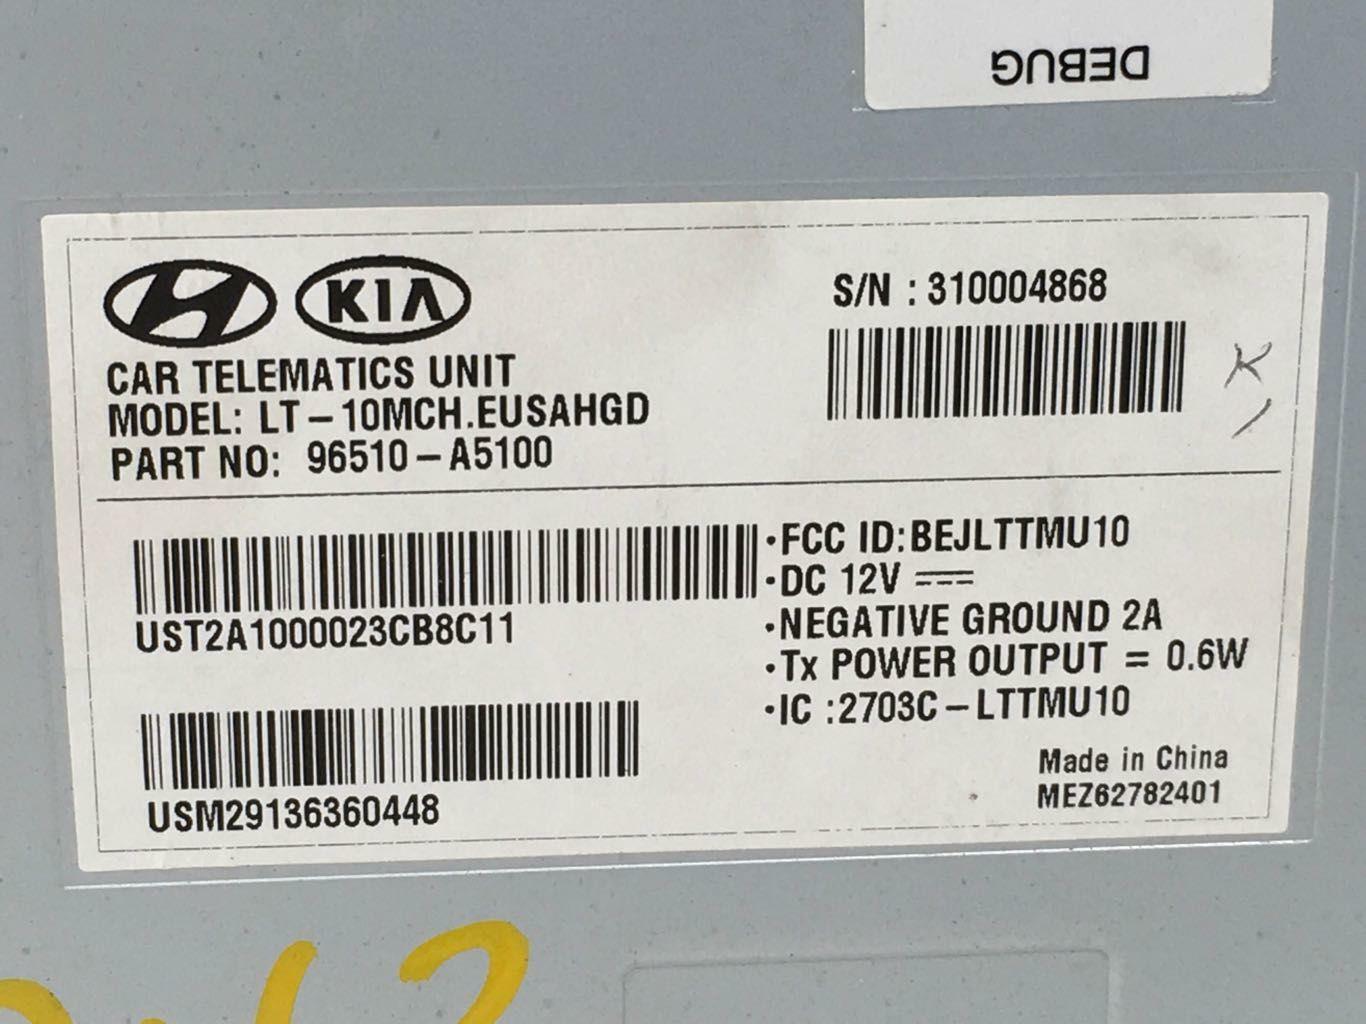 DEBUG
KIA
CAR TELEMATICS UNIT
MODEL: LT-10MCH.EUSAHGD
PART NO: 96510-A5100
S/N : 310004868
K
UST2A1000023CB8C11
USM29136360448
•FCC ID:BEJLTTMU10
•DC 12V
•NEGATIVE GROUND 2A
•Tx POWER OUTPUT = 0.6W
•IC :2703C-LTTMU10
Made in China
MEZ62782401